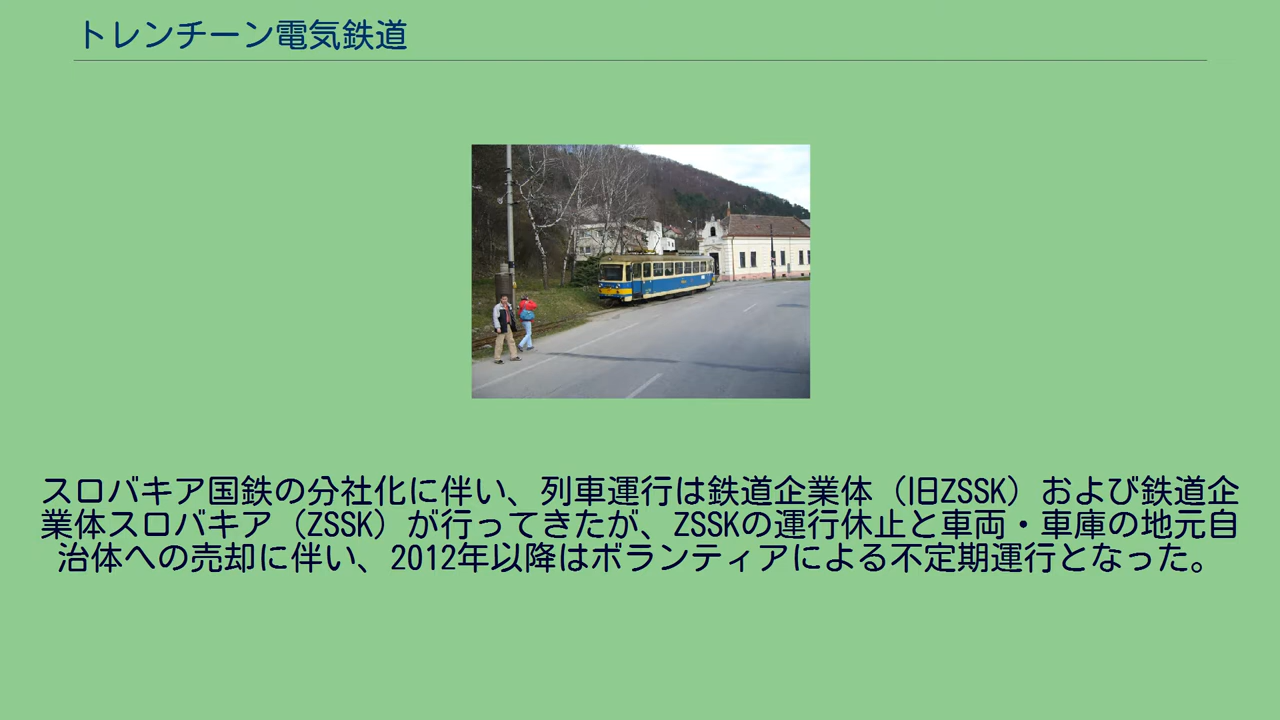 トレンチーン電気鉄道
スロバキア国鉄の分社化に伴い、列車運行は鉄道企業体（旧ZSSK）および鉄道企
業体スロバキア（ZSSK）が行ってきたが、ZSSKの運行休止と車両・車庫の地元自
治体への売却に伴い、2012年以降はボランティアによる不定期運行となった。